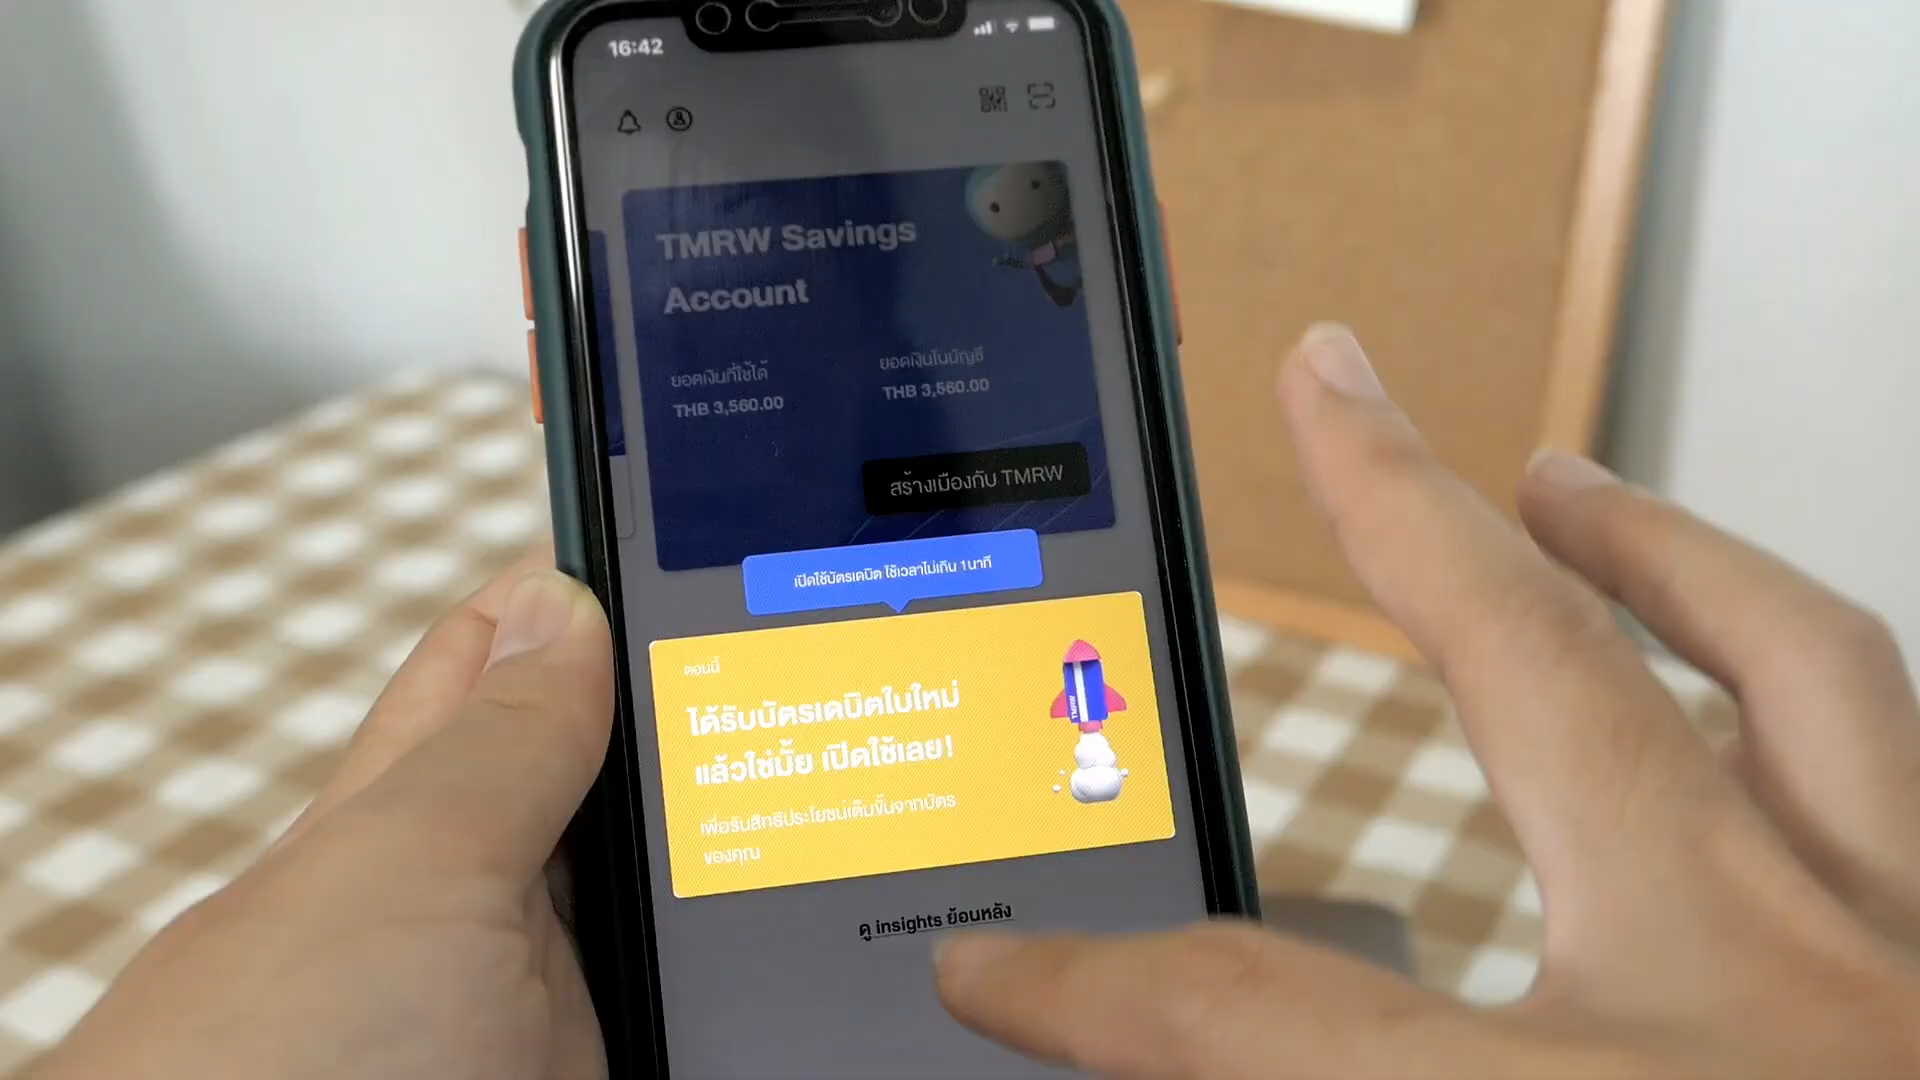 16:42
TMRW Savings
Account
ยอดเงินที่ใช้ได้
ยอดเงินในบัญชี
THB 3,560.00
THB 3,560.00
สร้างเมืองกับ TMRW
เปิดใช้บัตรเดบิต ใช้เวลาไม่เกิน 1 นาที
ตอนนี้
ได้รับบัตรเดบิตใบใหม่
แล้วใช่มั้ย เปิดใช้เลย!
TMRW
เพื่อรับสิทธิประโยชน์เต็มขั้นจากบัตร
ของคุณ
ดู insights ย้อนหลัง